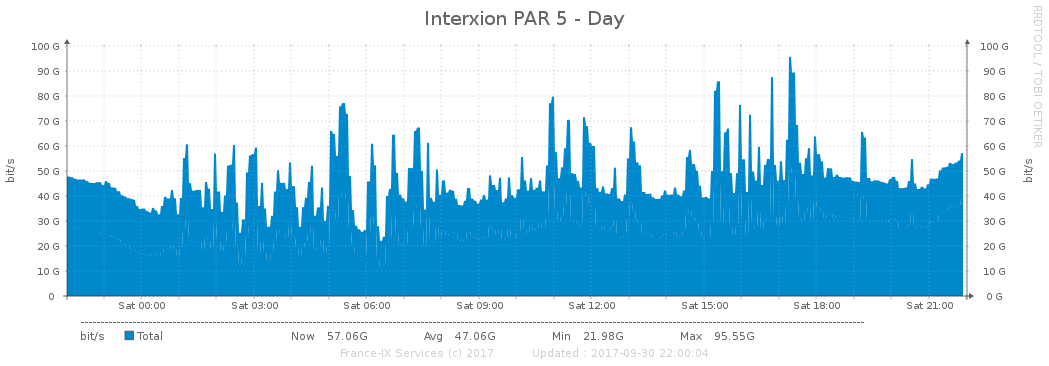 Interxion PAR 5 - Day
RRDTOOL / TOBI OETIKER
bit/s
100 G
90 G
80 G
70 G
60 G
50 G
40 G
30 G
20 G
10 G
0
100 G
90 G
80 G
70 G
60 G
50 G
40 G
30 G
20 G
10 G
0 G
bit/s
Sat 00:00 Sat 03:00 Sat 06:00 Sat 09:00 Sat 12:00 Sat 15:00 Sat 18:00 Sat 21:00
bit/s Total Now 57.06G Avg 47.06G Min 21.98G Max 95.55G
France-IX Services (c) 2017 Updated : 2017-09-30 22:00:04